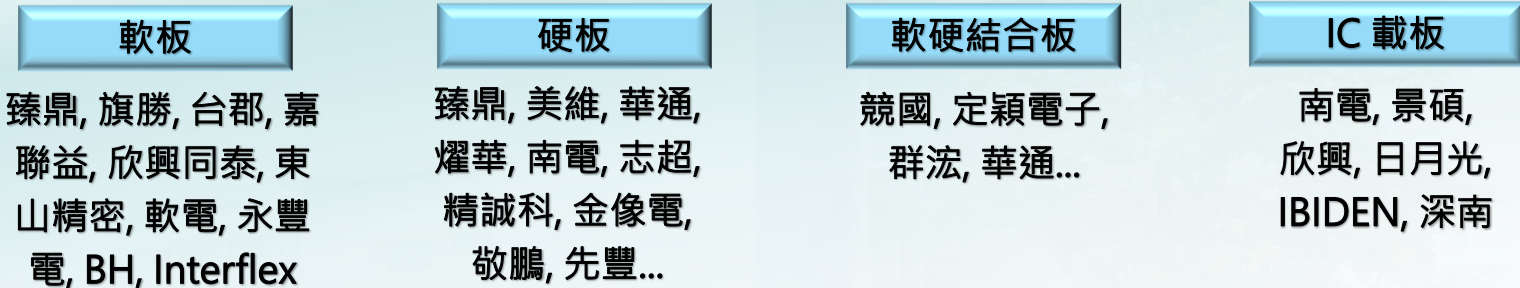 軟板
臻鼎, 旗勝, 台郡, 嘉
聯益, 欣興同泰, 東
山精密, 軟電, 永豐
電, BH, Interflex
硬板
臻鼎, 美維, 華通,
燿華, 南電, 志超,
精誠科, 金像電,
敬鵬, 先豐...
軟硬結合板
競國, 定穎電子,
群浤, 華通...
IC 載板
南電, 景碩,
欣興, 日月光,
IBIDEN, 深南